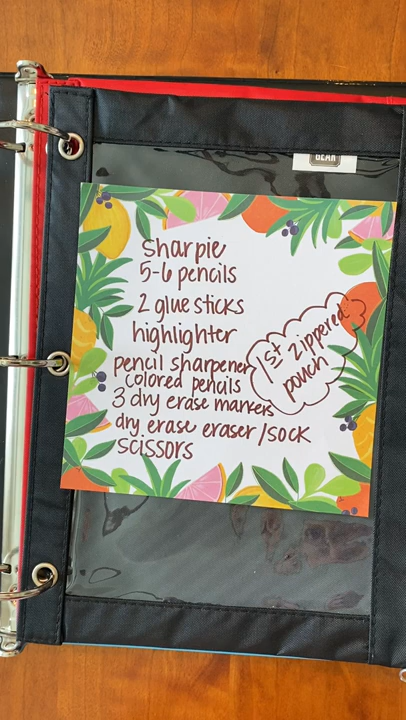 GEAR
sharpie
5-6 pencils
2 glue sticks
highlighter
pencil sharpener
colored pencils
3 dry erase markers
dry erase eraser/sock
scissors
1st zippered
pouch